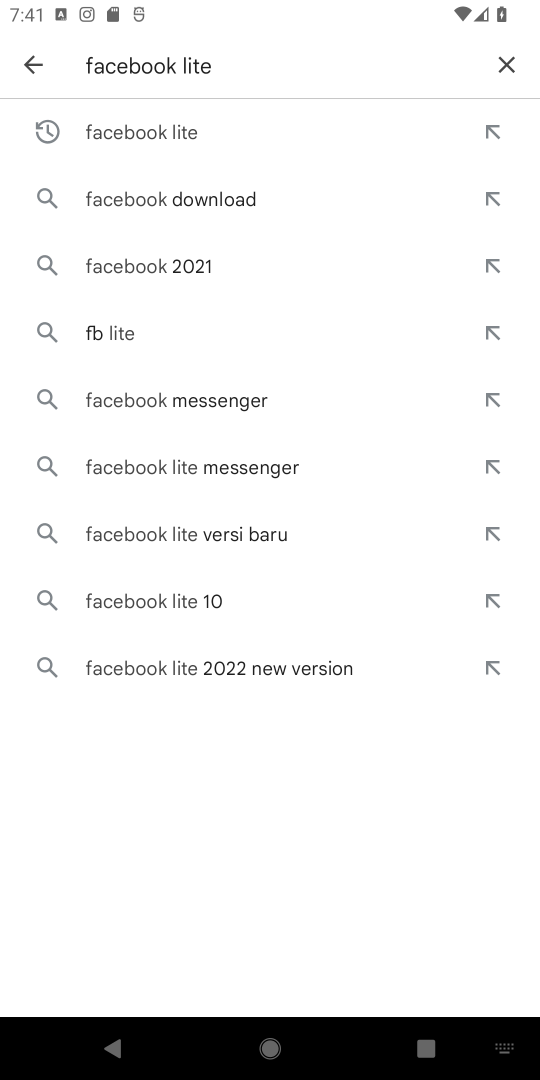 7:41
facebook lite
facebook lite
facebook download
facebook 2021
fb lite
facebook messenger
facebook lite messenger
facebook lite versi baru
facebook lite 10
facebook lite 2022 new version